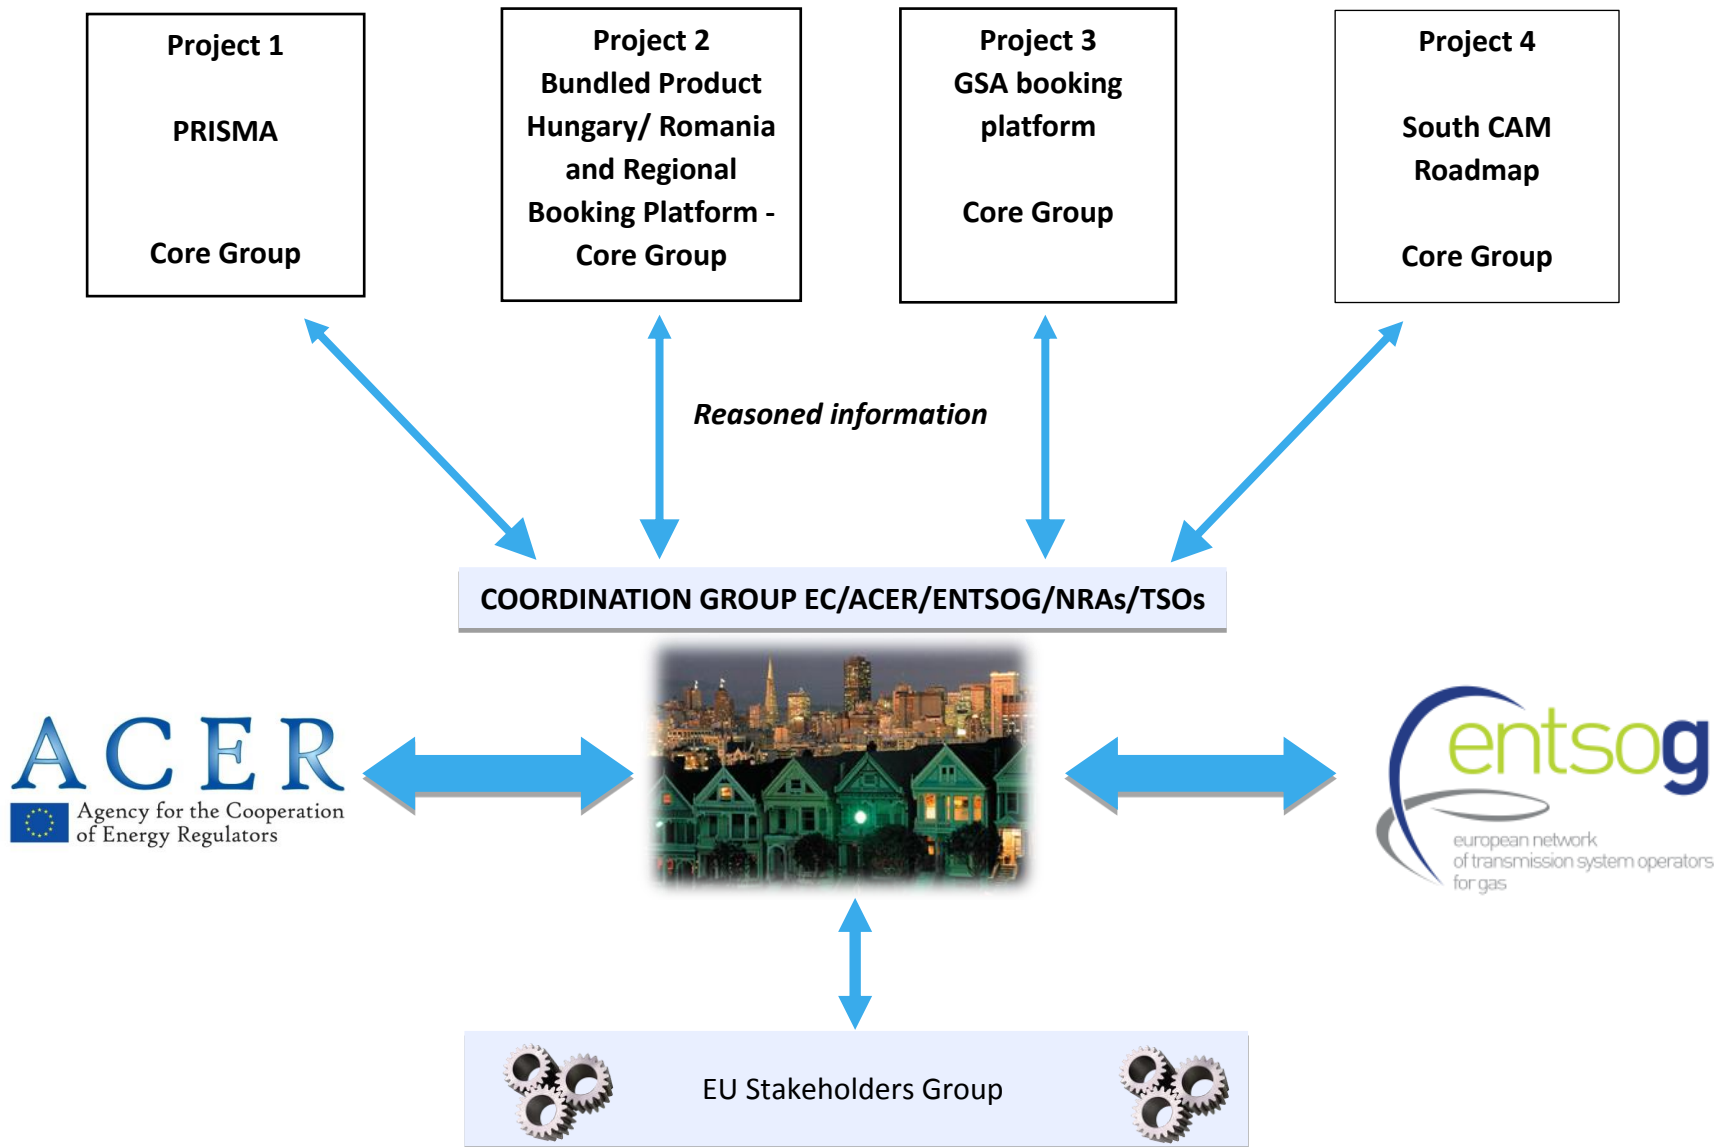 Project 1
PRISMA
Core Group
Project 2
Bundled Product
Hungary/ Romania
and Regional
Booking Platform -
Core Group
Project 3
GSA booking
platform
Core Group
Project 4
South CAM
Roadmap
Core Group
Reasoned information
COORDINATION GROUP EC/ACER/ENTSOG/NRAs/TSOs
ACER
Agency for the Cooperation
of Energy Regulators
entsog
european network
of transmission system operators
for gas
EU Stakeholders Group